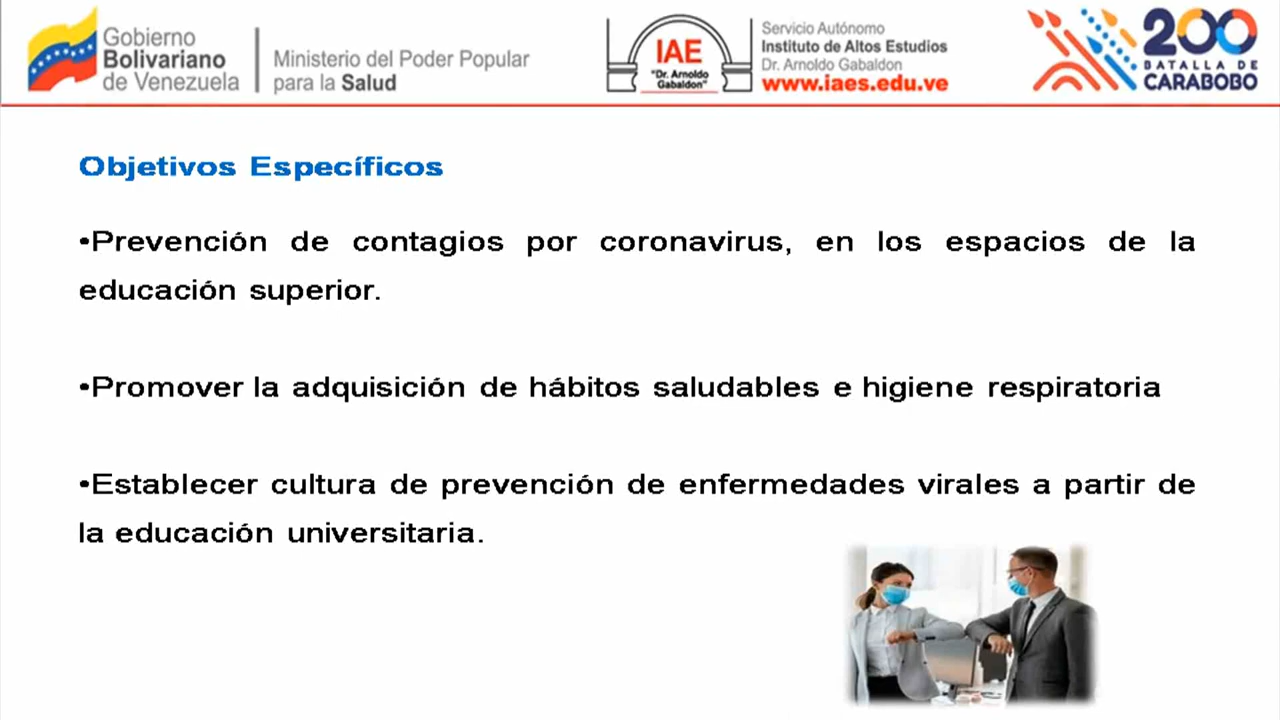 Gobierno
Bolivariano
de Venezuela
Ministerio del Poder Popular
para la Salud
IAE
"Dr. Arnoldo
Gabaldon"
Servicio Autónomo
Instituto de Altos Estudios
Dr. Arnoldo Gabaldon
www.iaes.edu.ve
200
BATALLA DE
CARABOBO
Objetivos Específicos
•Prevención de contagios por coronavirus, en los espacios de la
educación superior.
•Promover la adquisición de hábitos saludables e higiene respiratoria
•Establecer cultura de prevención de enfermedades virales a partir de
la educación universitaria.